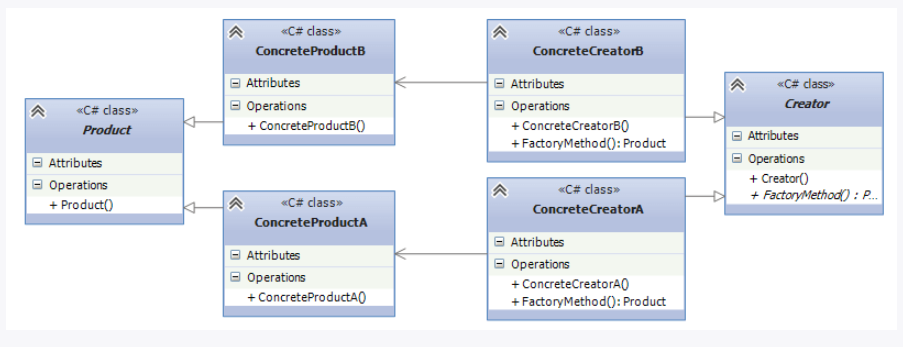 «C# class»
Product
Attributes
Operations
+ Product()
«C# class»
ConcreteProductB
Attributes
Operations
+ ConcreteProductB()
«C# class»
ConcreteProductA
Attributes
Operations
+ ConcreteProductA()
«C# class»
ConcreteCreatorB
Attributes
Operations
+ ConcreteCreatorB()
+ FactoryMethod(): Product
«C# class»
ConcreteCreatorA
Attributes
Operations
+ ConcreteCreatorA()
+ FactoryMethod(): Product
«C# class»
Creator
Attributes
Operations
+ Creator()
+ FactoryMethod() : P...